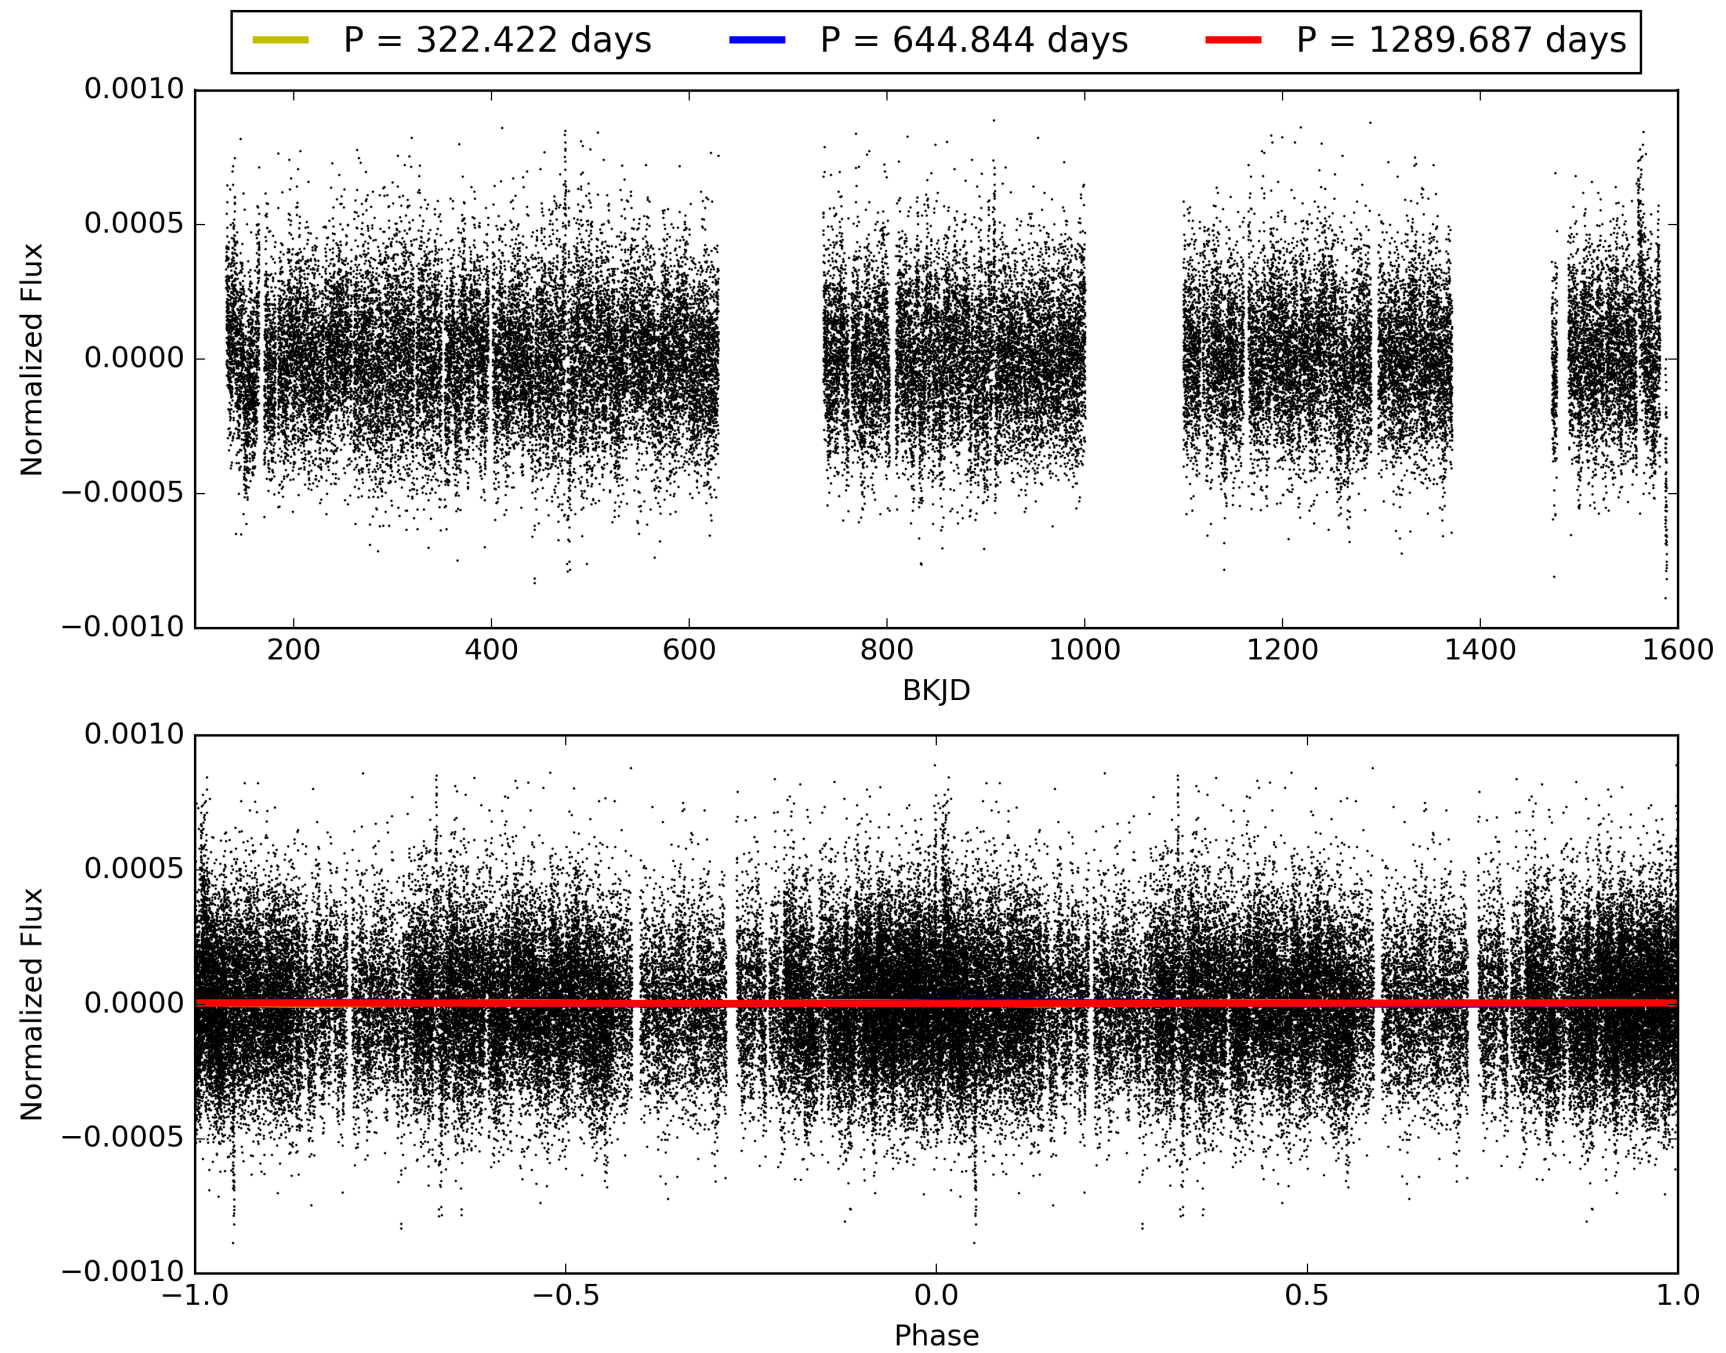 P = 322.422 days P = 644.844 days P = 1289.687 days
0.0010
0.0005
0.0000
−0.0005
−0.0010
Normalized Flux
200 400 600 800 1000 1200 1400 1600
BKJD
0.0010
0.0005
0.0000
−0.0005
−0.0010
Normalized Flux
−1.0 −0.5 0.0 0.5 1.0
Phase